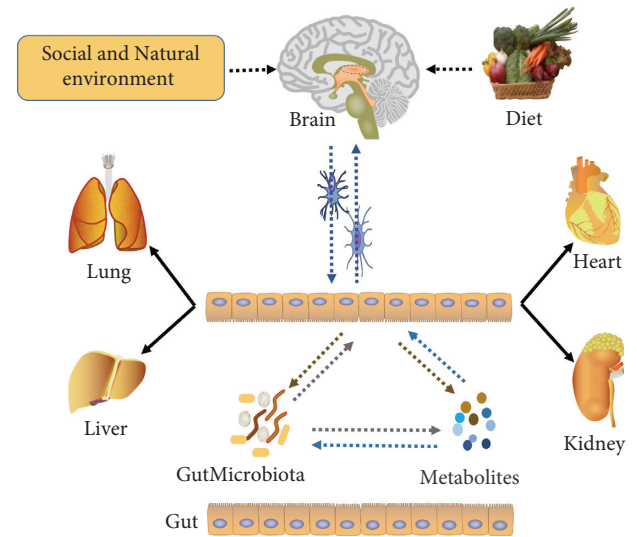 Social and Natural
environment
Brain
Diet
Lung
Heart
Liver
Kidney
GutMicrobiota
Metabolites
Gut